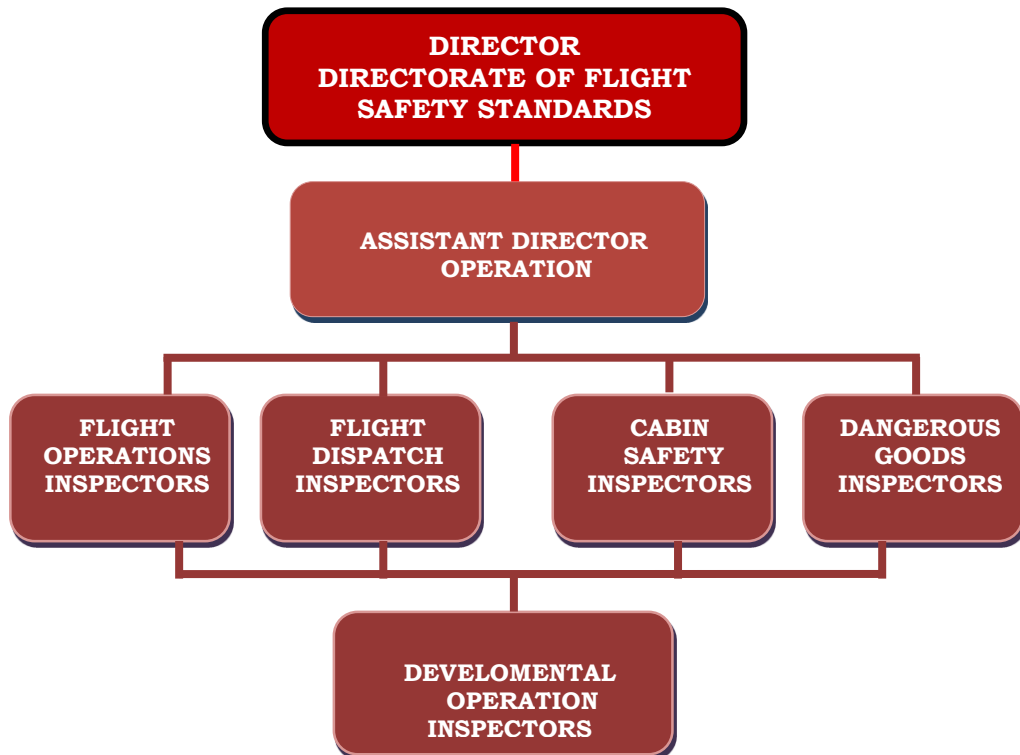 DIRECTOR
DIRECTORATE OF FLIGHT
SAFETY STANDARDS
ASSISTANT DIRECTOR
OPERATION
FLIGHT
OPERATIONS
INSPECTORS
FLIGHT
DISPATCH
INSPECTORS
CABIN
SAFETY
INSPECTORS
DANGEROUS
GOODS
INSPECTORS
DEVELOMENTAL
OPERATION
INSPECTORS